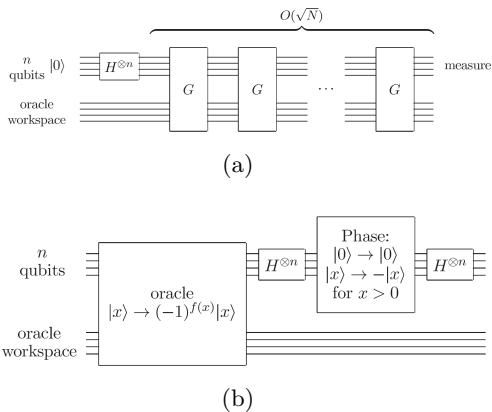 O(√N)
n
qubits |0⟩
H⊗n
G
G
...
G
measure
oracle
workspace
(a)
n
qubits
oracle
|x⟩ → (−1)^f(x)|x⟩
H⊗n
Phase:
|0⟩ → |0⟩
|x⟩ → −|x⟩
for x > 0
H⊗n
oracle
workspace
(b)